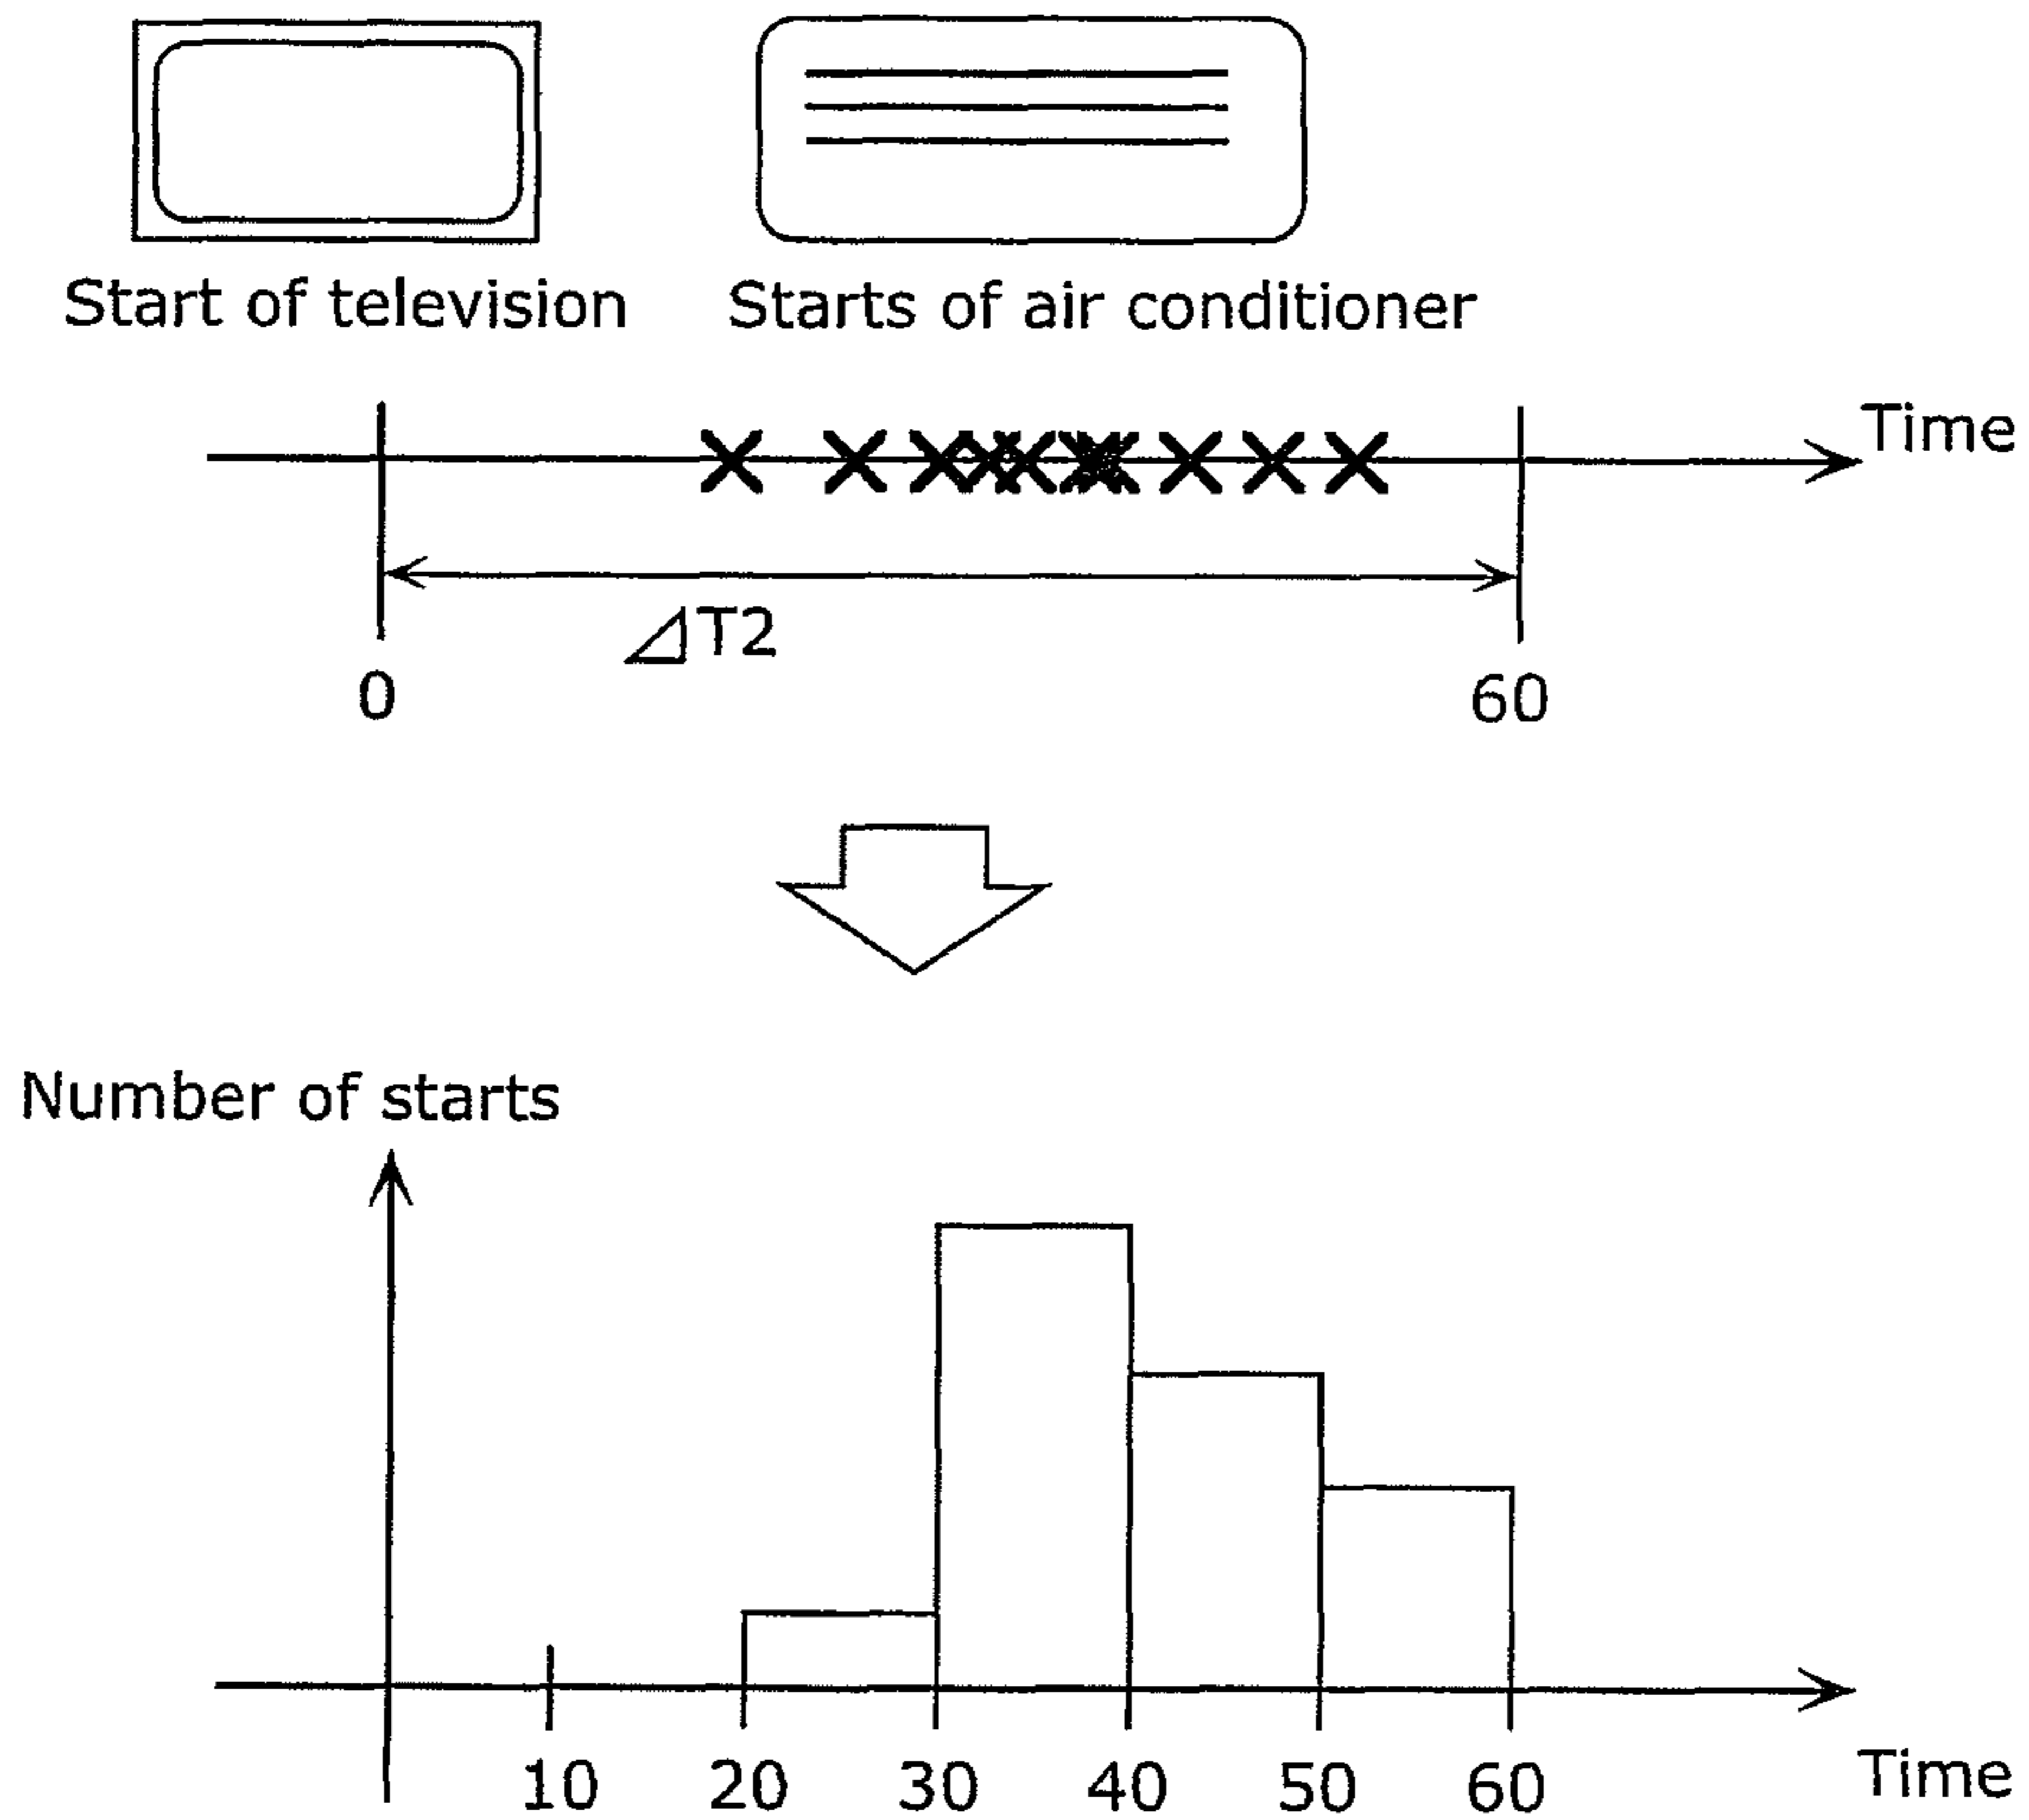 Start of television
Starts of air conditioner
Time
⊿T2
0
60
Number of starts
10 20 30 40 50 60
Time